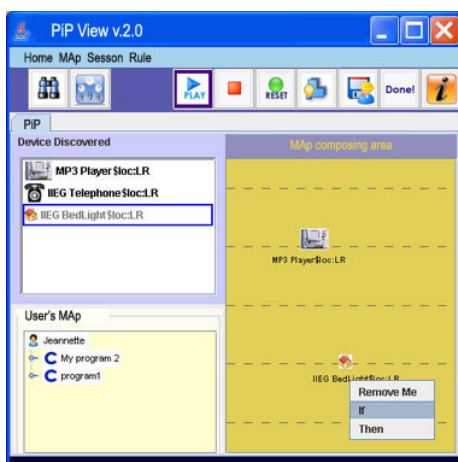 PiP View v.2.0
Home MAp Sesson Rule
PLAY
RESET
Done!
PiP
Device Discovered
MP3 Player$loc:LR
IIEG Telephone$loc:LR
IIEG BedLight$loc:LR
User's MAp
Jeannette
C My program 2
C program1
MAp composing area
MP3 Player$loc:LR
IIEG BedLight$loc:LR
Remove Me
If
Then